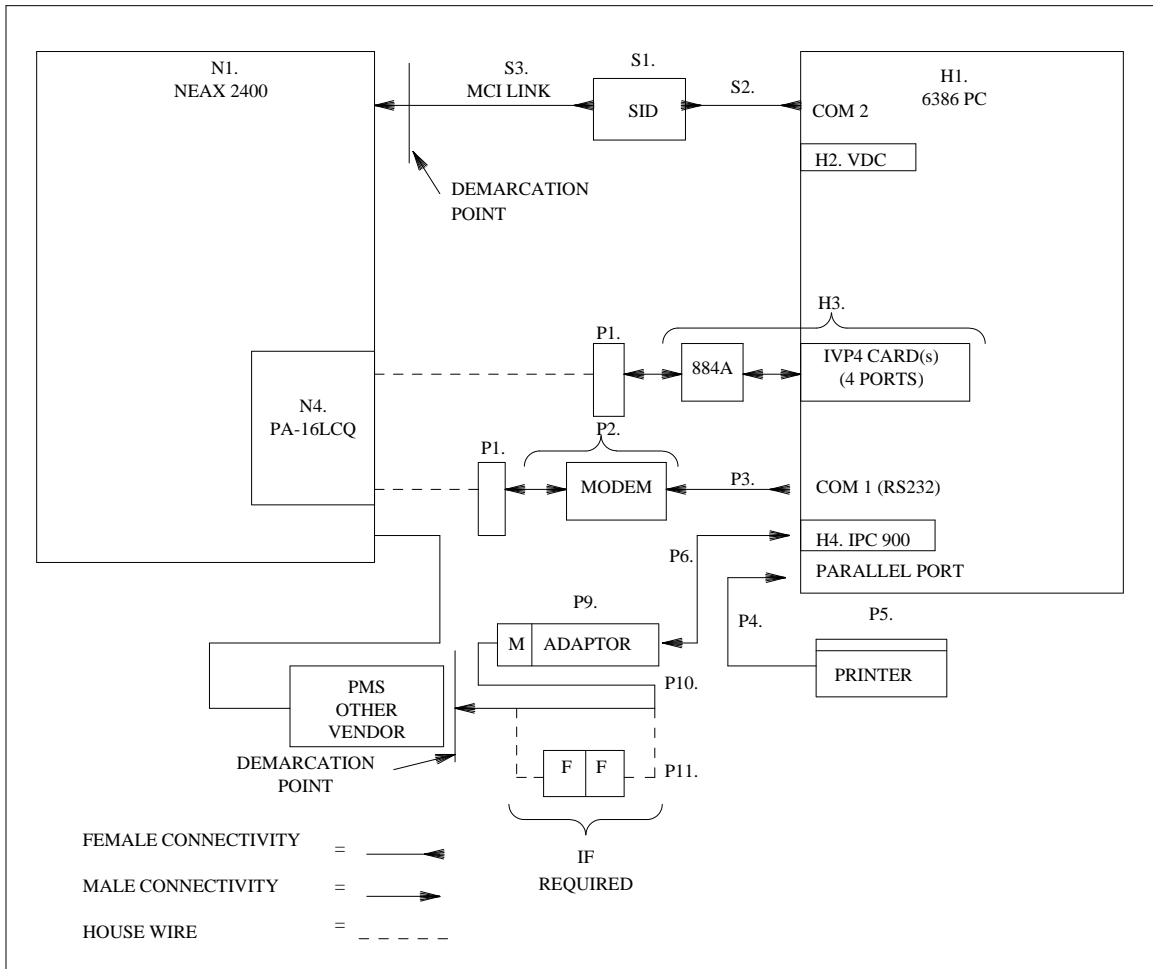 N1.
NEAX 2400
S3.
MCI LINK
S1.
SID
S2.
H1.
6386 PC
COM 2
H2. VDC
DEMARCATION
POINT
H3.
P1.
884A
IVP4 CARD(s)
(4 PORTS)
N4.
PA-16LCQ
P1.
P2.
MODEM
P3.
COM 1 (RS232)
H4. IPC 900
P6.
PARALLEL PORT
P9.
M
ADAPTOR
P4.
P5.
PRINTER
P10.
PMS
OTHER
VENDOR
DEMARCATION
POINT
F
F
P11.
IF
REQUIRED
FEMALE CONNECTIVITY =
MALE CONNECTIVITY =
HOUSE WIRE =